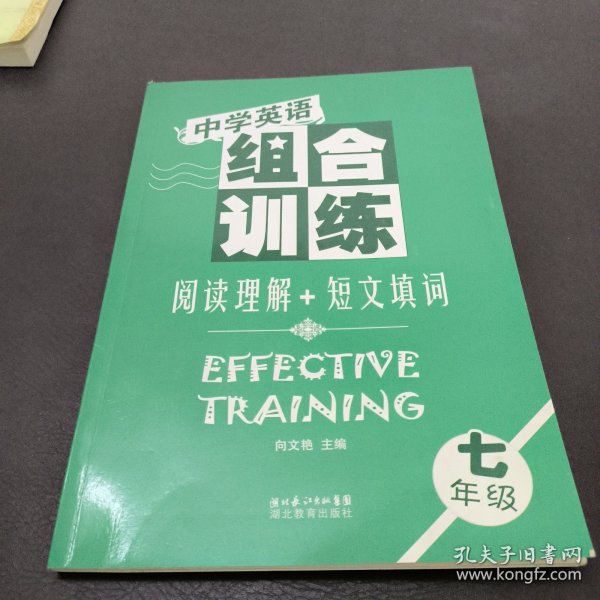 中学英语
组合
训练
阅读理解+短文填词
EFFECTIVE
TRAINING
向文艳 主编
七
年级
湖北长江出版集团
湖北教育出版社
孔夫子旧书网
www.kongfz.com